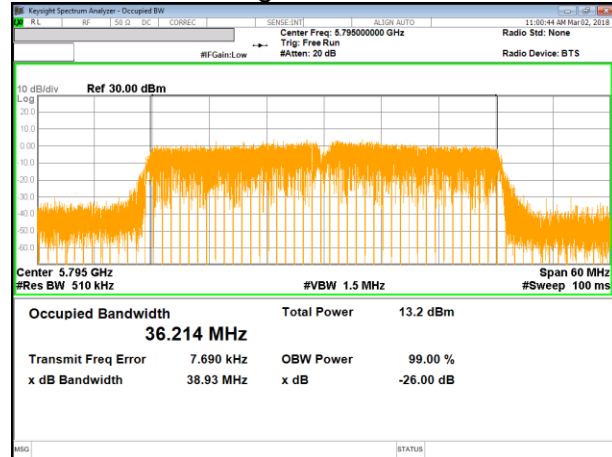 Keysight Spectrum Analyzer - Occupied BW
RL RF 50 Ω DC CORREC SENSE:INT ALIGN AUTO 11:00:44 AM Mar 02, 2018
Center Freq: 5.795000000 GHz Radio Std: None
Trig: Free Run
#IFGain:Low #Atten: 20 dB Radio Device: BTS
10 dB/div Ref 30.00 dBm
Log
20.0
10.0
0.00
-10.0
-20.0
-30.0
-40.0
-50.0
-60.0
Center 5.795 GHz Span 60 MHz
#Res BW 510 kHz #VBW 1.5 MHz #Sweep 100 ms
Occupied Bandwidth Total Power 13.2 dBm
36.214 MHz
Transmit Freq Error 7.690 kHz OBW Power 99.00 %
x dB Bandwidth 38.93 MHz x dB -26.00 dB
MSG STATUS